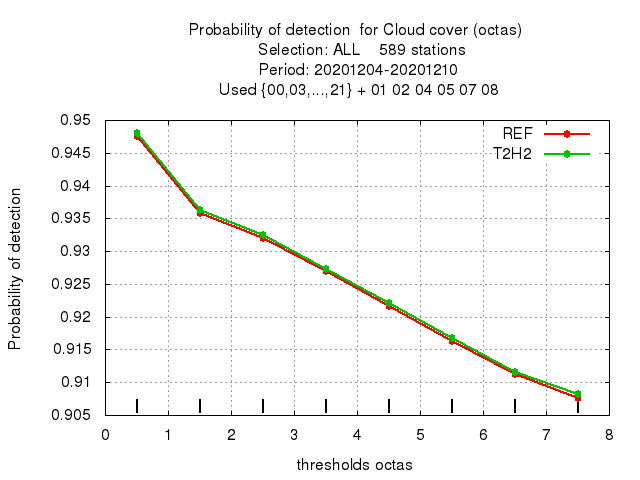 Probability of detection  for Cloud cover (octas)
Selection: ALL    589 stations
Period: 20201204-20201210
Used {00,03,...,21} + 01 02 04 05 07 08
REF
T2H2
0.95
0.945
0.94
0.935
0.93
0.925
0.92
0.915
0.91
0.905
Probability of detection
0 1 2 3 4 5 6 7 8
thresholds octas